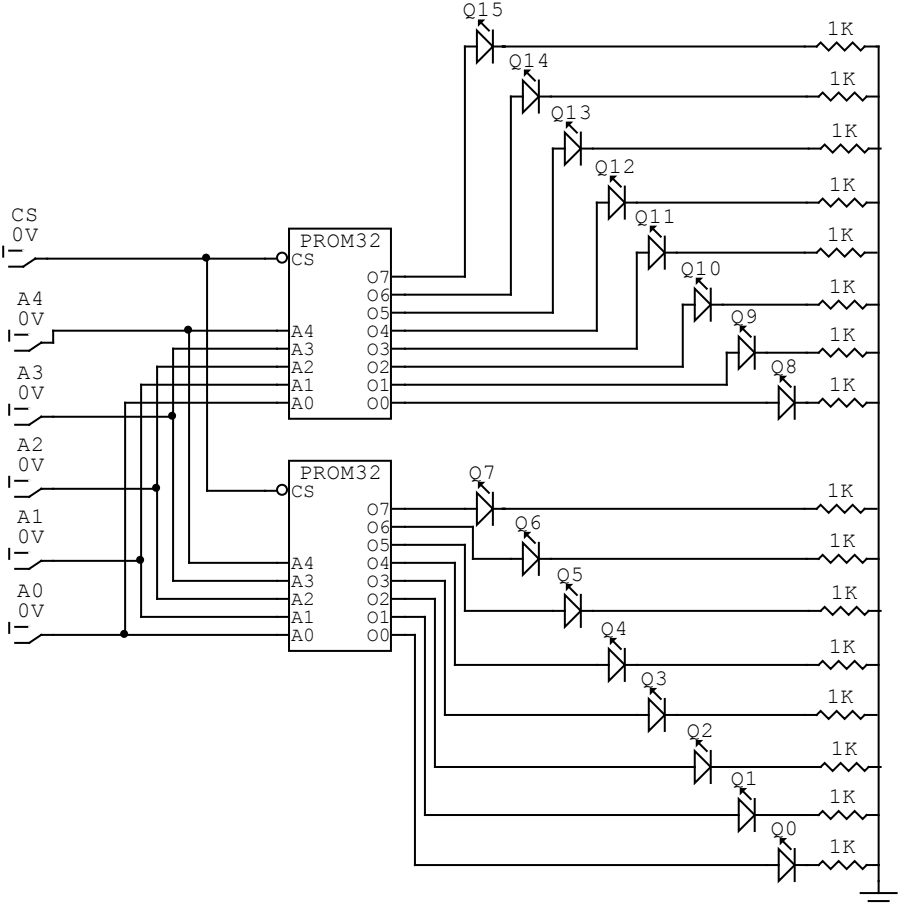 Q15
1K
Q14
1K
Q13
1K
Q12
1K
CS
0V
Q11
1K
PROM32
CS
Q10
1K
O7
O6
O5
O4
O3
O2
O1
O0
A4
0V
A4
A3
A2
A1
A0
Q9
1K
Q8
1K
A3
0V
A2
0V
PROM32
CS
Q7
1K
O7
O6
O5
O4
O3
O2
O1
O0
A1
0V
Q6
1K
A4
A3
A2
A1
A0
Q5
1K
A0
0V
Q4
1K
Q3
1K
Q2
1K
Q1
1K
Q0
1K